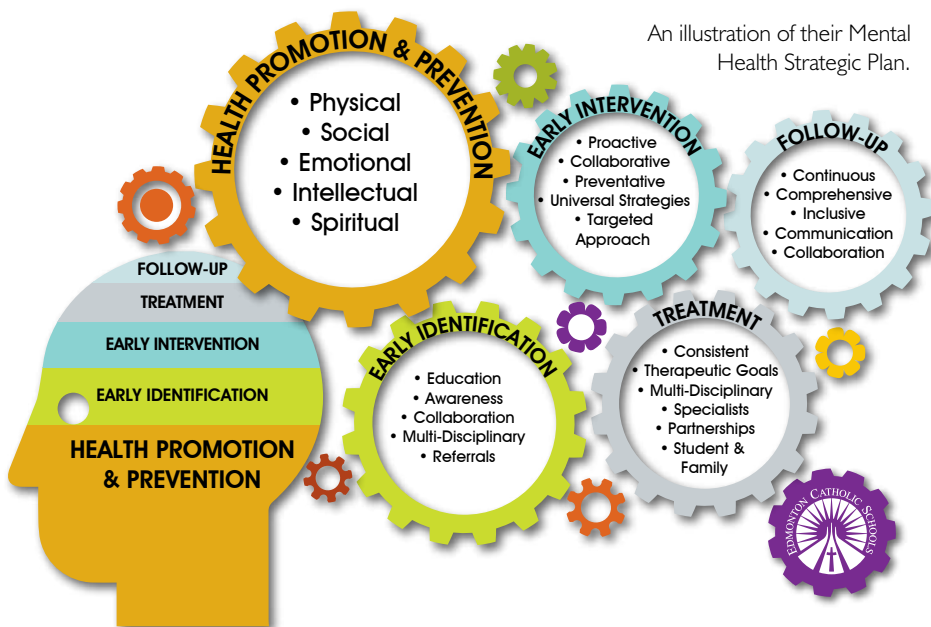 An illustration of their Mental
Health Strategic Plan.
HEALTH PROMOTION & PREVENTION
• Physical
• Social
• Emotional
• Intellectual
• Spiritual
EARLY INTERVENTION
• Proactive
• Collaborative
• Preventative
• Universal Strategies
• Targeted
Approach
FOLLOW-UP
• Continuous
• Comprehensive
• Inclusive
• Communication
• Collaboration
FOLLOW-UP
TREATMENT
EARLY INTERVENTION
EARLY IDENTIFICATION
HEALTH PROMOTION
& PREVENTION
EARLY IDENTIFICATION
• Education
• Awareness
• Collaboration
• Multi-Disciplinary
• Referrals
TREATMENT
• Consistent
• Therapeutic Goals
• Multi-Disciplinary
• Specialists
• Partnerships
• Student &
Family
EDMONTON CATHOLIC SCHOOLS